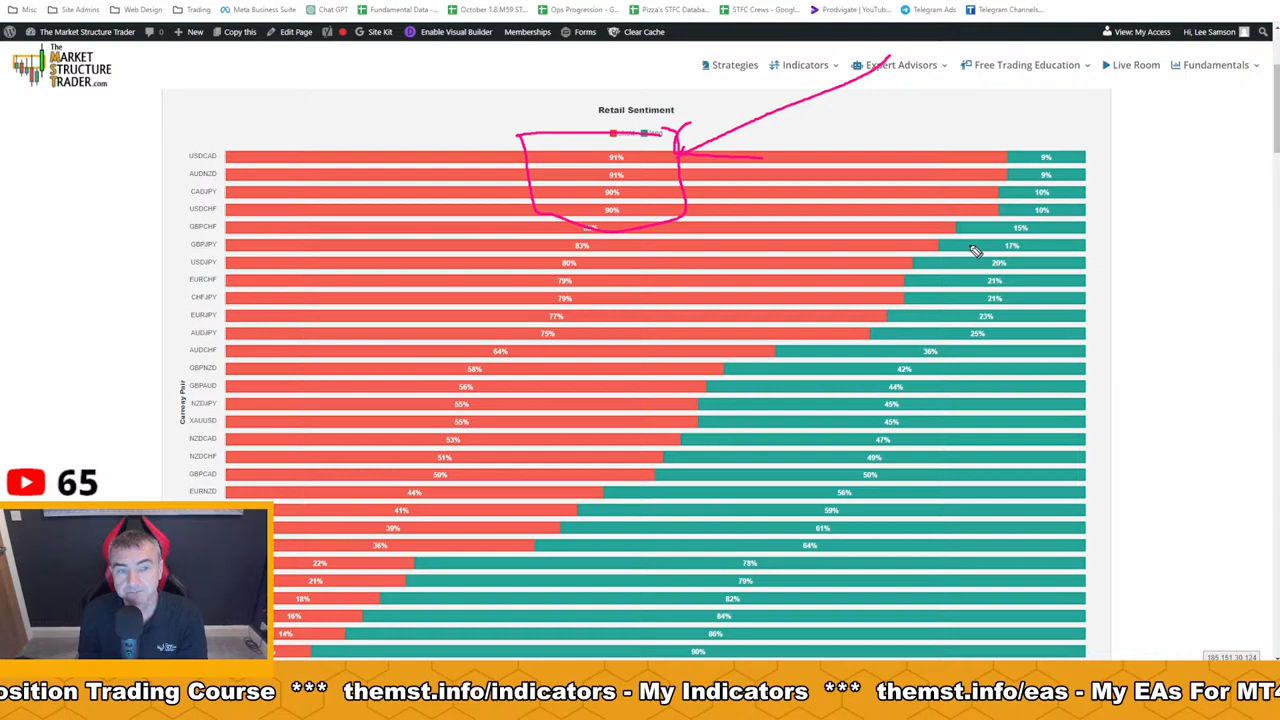 Misc Site Admins Web Design Trading Meta Business Suite Chat GPT Fundamental Data -... October 1.8.M59 ST... Ops Progression - G... Pizza's STFC Databa... STFC Crews - Googl... Prodvigate | YouTub... Telegram Ads Telegram Channels...
The Market Structure Trader 0 New Copy this Edit Page Site Kit Enable Visual Builder Memberships Forms Clear Cache View: My Access Hi, Lee Samson
The MARKET STRUCTURE TRADER.com
Strategies Indicators Expert Advisors Free Trading Education Live Room Fundamentals
Retail Sentiment
USDCAD 91% 9%
AUDNZD 91% 9%
CADJPY 90% 10%
USDCHF 90% 10%
GBPCHF 15%
GBPJPY 83% 17%
USDJPY 80% 20%
EURCHF 79% 21%
CHFJPY 79% 21%
EURJPY 77% 23%
AUDJPY 75% 25%
AUDCHF 64% 36%
GBPNZD 58% 42%
GBPAUD 56% 44%
NZDJPY 55% 45%
XAUUSD 55% 45%
NZDCAD 53% 47%
NZDCHF 51% 49%
GBPCAD 50% 50%
EURNZD 44% 56%
41% 59%
39% 61%
36% 64%
22% 78%
21% 79%
18% 82%
16% 84%
14% 86%
90%
65
185.151.30.124
osition Trading Course *** themst.info/indicators - My Indicators *** themst.info/eas - My EAs For MT4